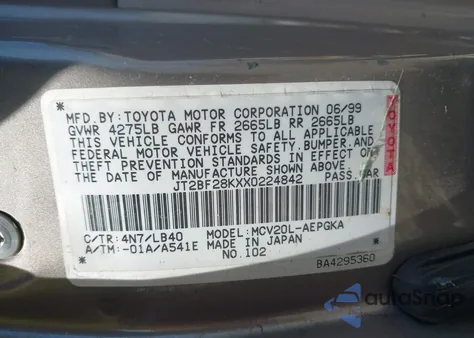 MFD.BY: TOYOTA MOTOR CORPORATION 06/99
GVWR 4275LB GAWR FR 2665LB RR 2665LB
THIS VEHICLE CONFORMS TO ALL APPLICABLE
FEDERAL MOTOR VEHICLE SAFETY, BUMPER, AND
THEFT PREVENTION STANDARDS IN EFFECT ON
THE DATE OF MANUFACTURE SHOWN ABOVE.
JT2BF28KXX0224842 PASS.CAR
C/TR: 4N7/LB40 MODEL: MCV20L-AEPGKA
A/TM: -01A/A541E MADE IN JAPAN
NO.102
BA4295360
TOYOTA
autosnap